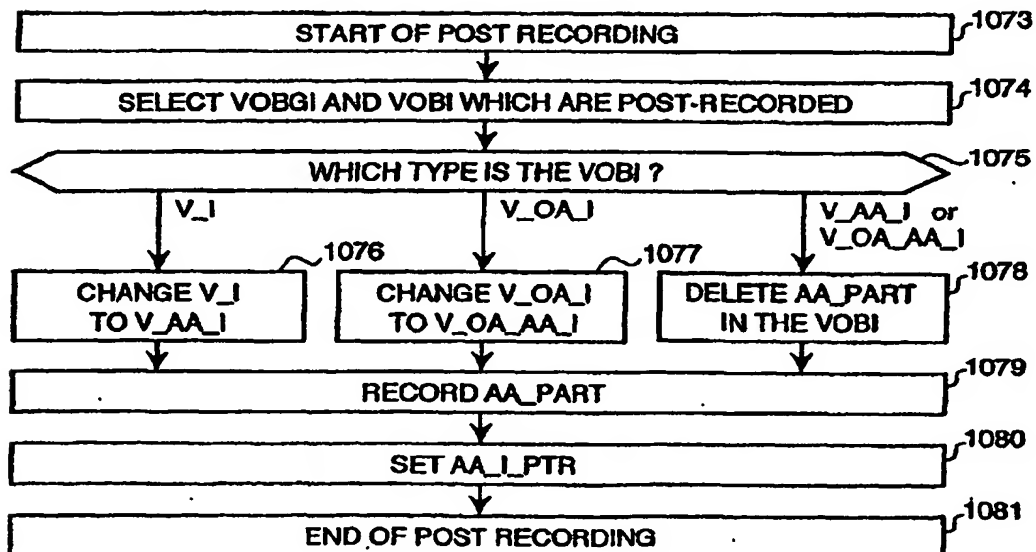 START OF POST RECORDING 1073
SELECT VOBGI AND VOBI WHICH ARE POST-RECORDED 1074
WHICH TYPE IS THE VOBI ? 1075
V_I
V_OA_I
V_AA_I or
V_OA_AA_I
1076
CHANGE V_I
TO V_AA_I
1077
CHANGE V_OA_I
TO V_OA_AA_I
1078
DELETE AA_PART
IN THE VOBI
RECORD AA_PART 1079
SET AA_I_PTR 1080
END OF POST RECORDING 1081